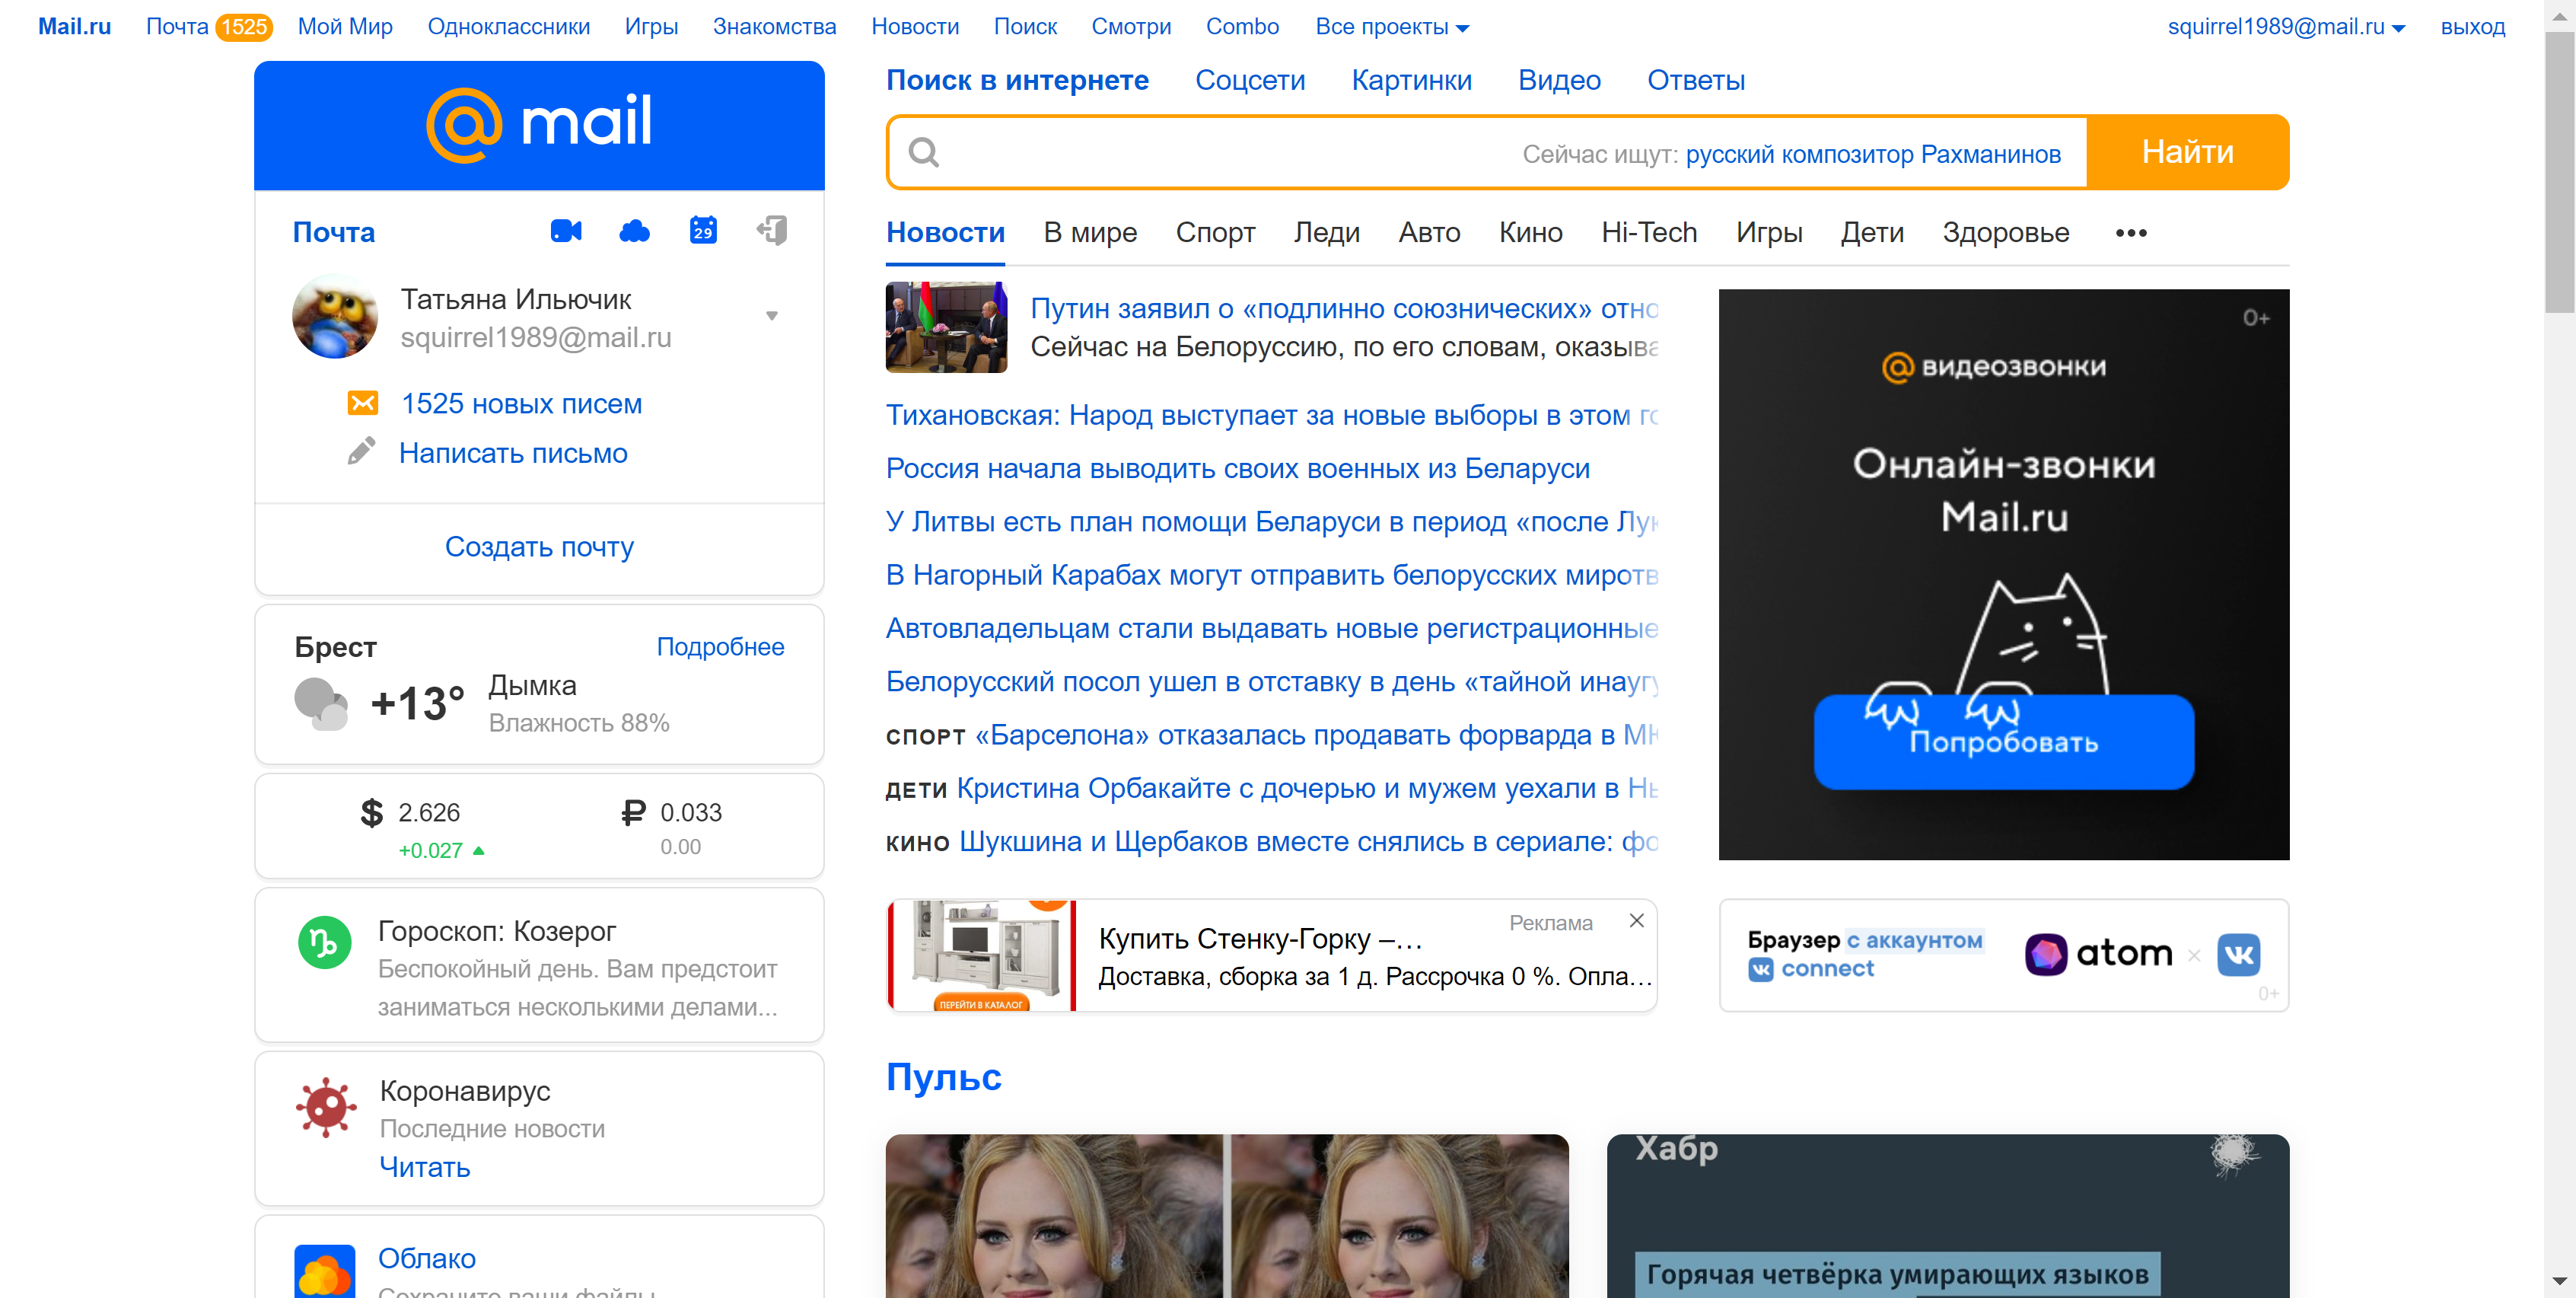 Mail.ru Почта 1525 Мой Мир Одноклассники Игры Знакомства Новости Поиск Смотри Combo Все проекты squirrel1989@mail.ru выход
@ mail
Почта
29
Татьяна Ильючик
squirrel1989@mail.ru
1525 новых писем
Написать письмо
Создать почту
Брест Подробнее
+13° Дымка
Влажность 88%
$ 2.626 ₽ 0.033
+0.027 0.00
Гороскоп: Козерог
Беспокойный день. Вам предстоит
заниматься несколькими делами...
Коронавирус
Последние новости
Читать
Облако
Сохраните ваши файлы
Поиск в интернете Соцсети Картинки Видео Ответы
Сейчас ищут: русский композитор Рахманинов Найти
Новости В мире Спорт Леди Авто Кино Hi-Tech Игры Дети Здоровье •••
Путин заявил о «подлинно союзнических» отно
Сейчас на Белоруссию, по его словам, оказыва
Тихановская: Народ выступает за новые выборы в этом го
Россия начала выводить своих военных из Беларуси
У Литвы есть план помощи Беларуси в период «после Лук
В Нагорный Карабах могут отправить белорусских миротв
Автовладельцам стали выдавать новые регистрационные
Белорусский посол ушел в отставку в день «тайной инаугу
СПОРТ «Барселона» отказалась продавать форварда в МЮ
ДЕТИ Кристина Орбакайте с дочерью и мужем уехали в Нь
КИНО Шукшина и Щербаков вместе снялись в сериале: фо
Реклама
Купить Стенку-Горку –…
Доставка, сборка за 1 д. Рассрочка 0 %. Опла…
ПЕРЕЙТИ В КАТАЛОГ
0+
@ видеозвонки
Онлайн-звонки
Mail.ru
Попробовать
Браузер с аккаунтом
connect
atom × VK
0+
Пульс
Хабр
Горячая четвёрка умирающих языков